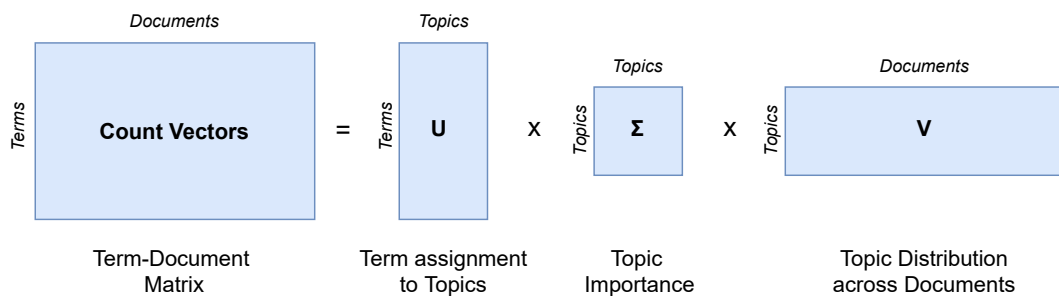 Documents
Terms
Count Vectors
Term-Document
Matrix
=
Topics
Terms
U
Term assignment
to Topics
x
Topics
Topics
Σ
Topic
Importance
x
Documents
Topics
V
Topic Distribution
across Documents